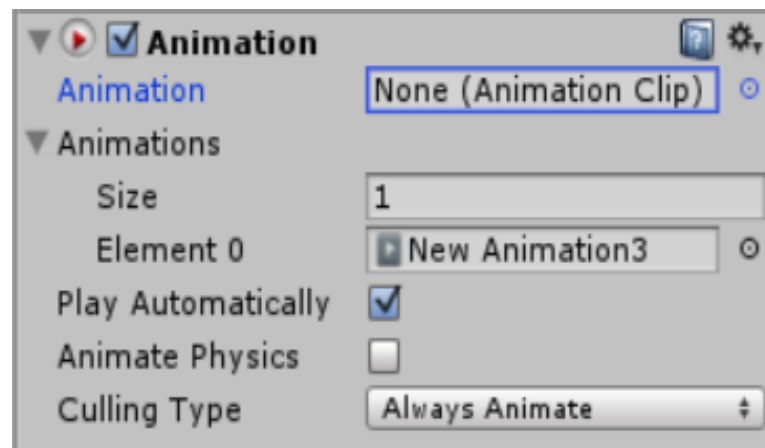 Animation
Animation None (Animation Clip)
Animations
Size 1
Element 0 New Animation3
Play Automatically
Animate Physics
Culling Type Always Animate